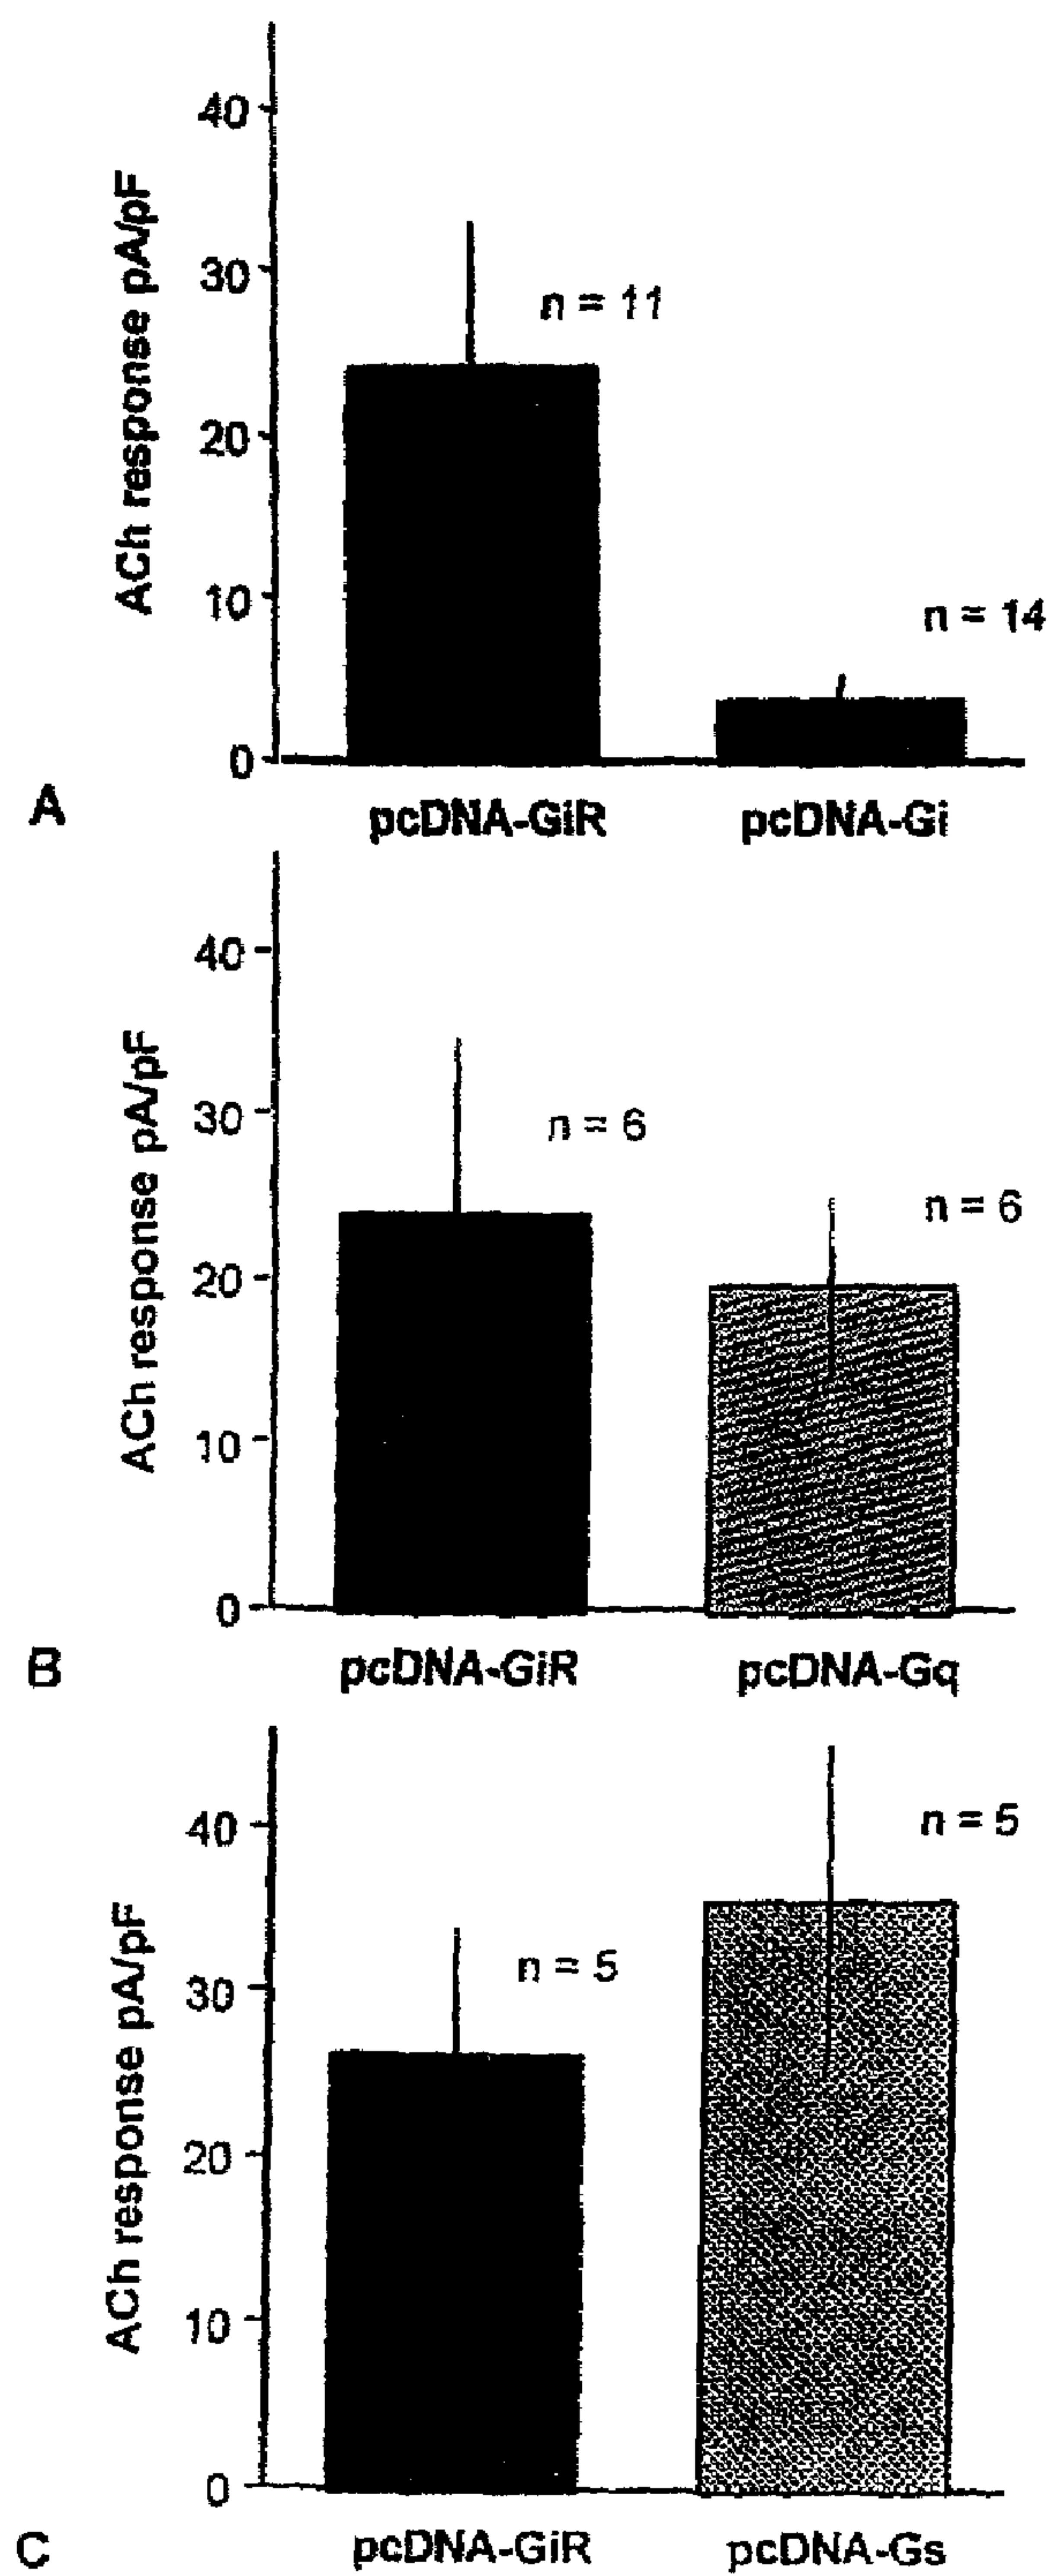 ACh response pA/pF
40
30
20
10
0
n = 11
n = 14
A
pcDNA-GiR
pcDNA-Gi
ACh response pA/pF
40
30
20
10
0
n = 6
n = 6
B
pcDNA-GiR
pcDNA-Gq
ACh response pA/pF
40
30
20
10
0
n = 5
n = 5
C
pcDNA-GiR
pcDNA-Gs